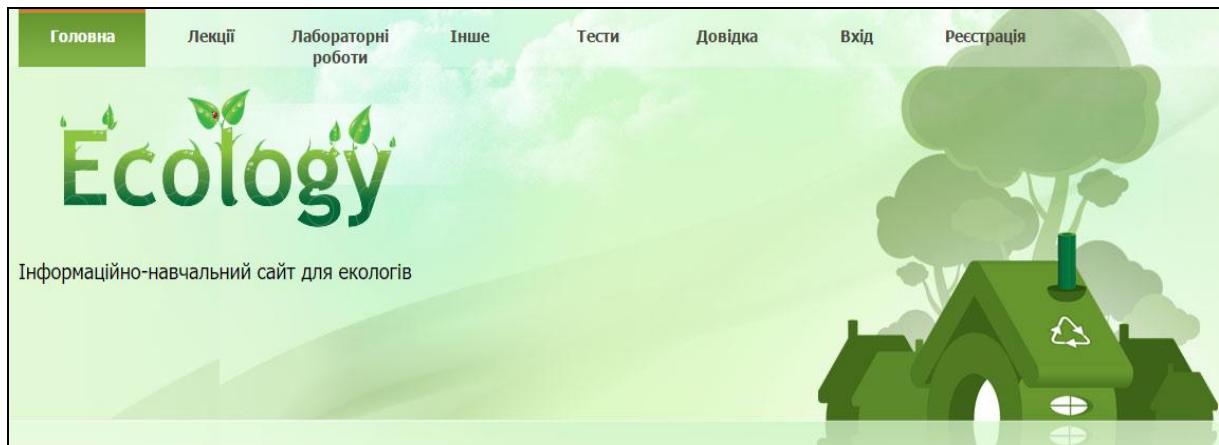 Головна Лекції Лабораторні роботи Інше Тести Довідка Вхід Реєстрація
Ecology
Інформаційно-навчальний сайт для екологів